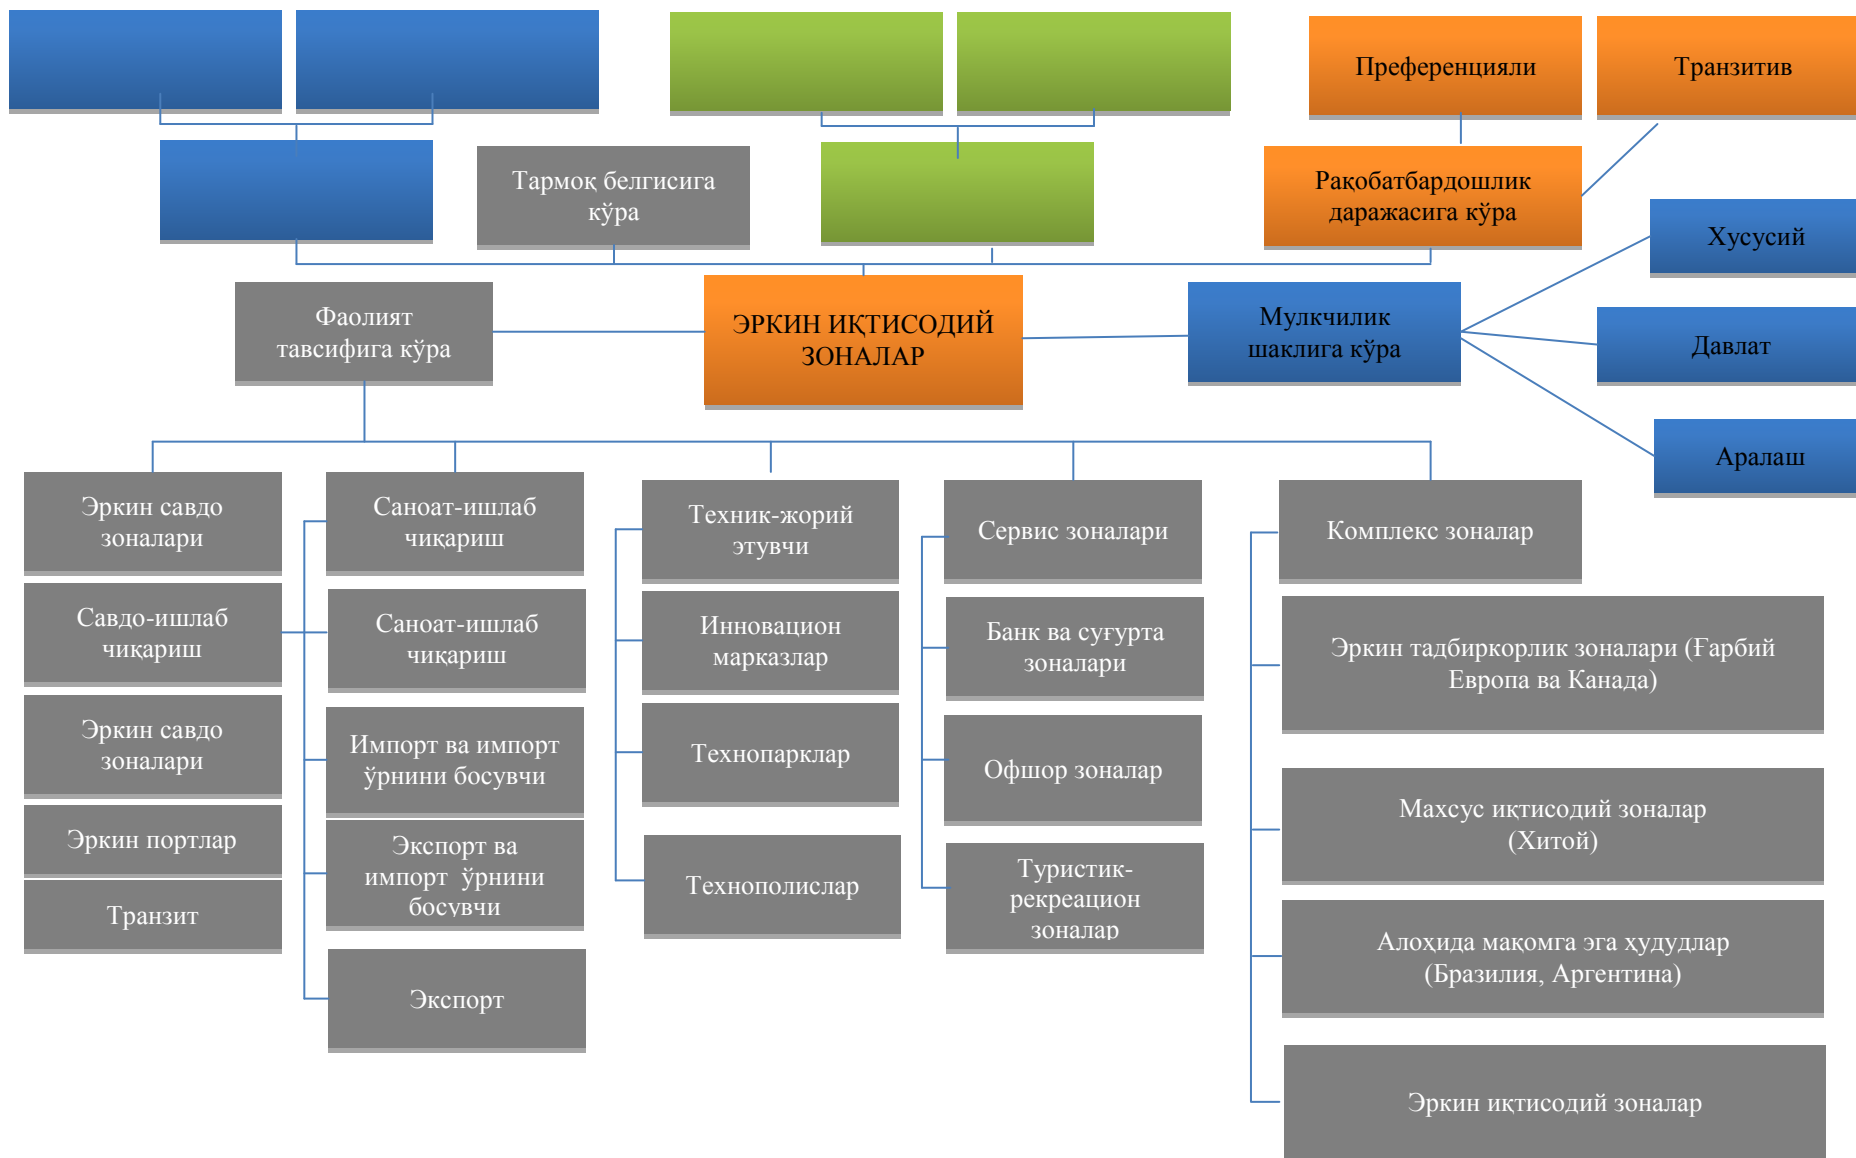 Преференцияли
Транзитив
Тармоқ белгисига
кўра
Рақобатбардошлик
даражасига кўра
Хусусий
Фаолият
тавсифига кўра
ЭРКИН ИҚТИСОДИЙ
ЗОНАЛАР
Мулкчилик
шаклига кўра
Давлат
Аралаш
Эркин савдо
зоналари
Саноат-ишлаб
чиқариш
Техник-жорий
этувчи
Сервис зоналари
Комплекс зоналар
Савдо-ишлаб
чиқариш
Саноат-ишлаб
чиқариш
Инновацион
марказлар
Банк ва суғурта
зоналари
Эркин тадбиркорлик зоналари (Ғарбий
Европа ва Канада)
Эркин савдо
зоналари
Импорт ва импорт
ўрнини босувчи
Технопарклар
Офшор зоналар
Махсус иқтисодий зоналар
(Хитой)
Эркин портлар
Экспорт ва
импорт  ўрнини
босувчи
Технополислар
Туристик-
рекреацион
зоналар
Транзит
Алоҳида мақомга эга ҳудудлар
(Бразилия, Аргентина)
Экспорт
Эркин иқтисодий зоналар